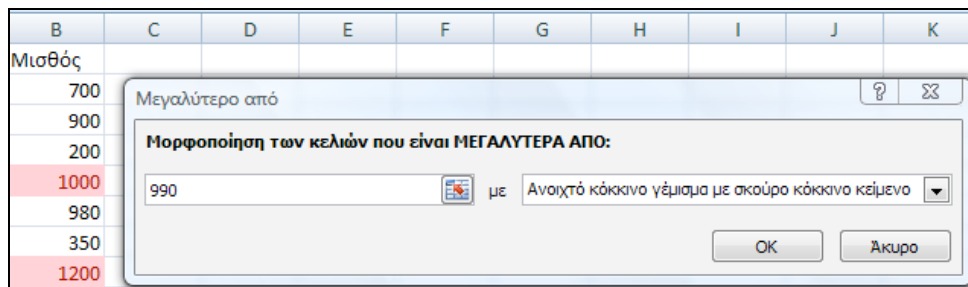 B C D E F G H I J K
Μισθός
700
Μεγαλύτερο από
900
Μορφοποίηση των κελιών που είναι ΜΕΓΑΛΥΤΕΡΑ ΑΠΟ:
200
1000
990 με Ανοιχτό κόκκινο γέμισμα με σκούρο κόκκινο κείμενο
980
350
OK Άκυρο
1200